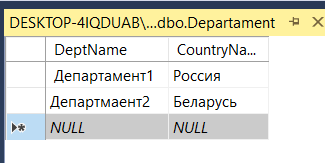 DESKTOP-4IQDUAB\...dbo.Departament
DeptName CountryNa...
Департамент1 Россия
Департмаент2 Беларусь
NULL NULL